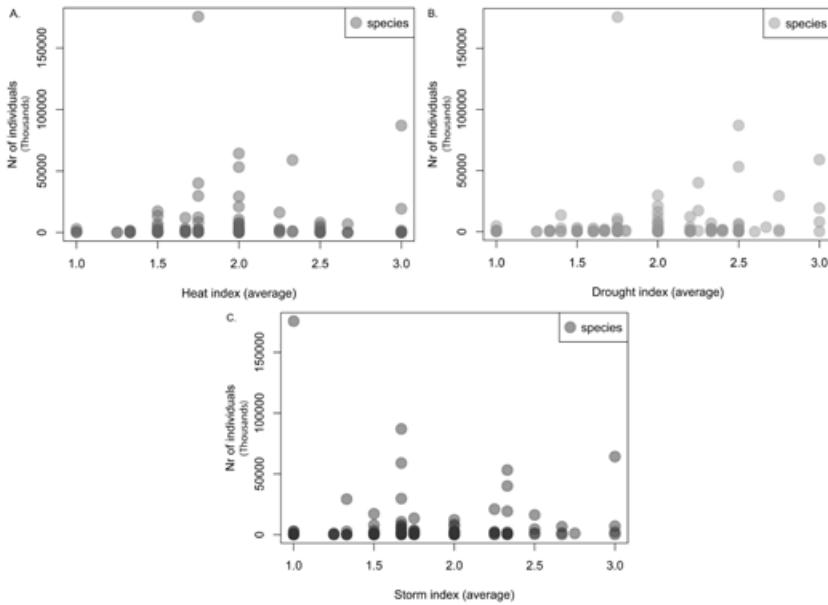 A.
species
Nr of individuals
(Thousands)
0
50000
100000
150000
1.0 1.5 2.0 2.5 3.0
Heat index (average)
B.
species
Nr of individuals
(Thousands)
0
50000
100000
150000
1.0 1.5 2.0 2.5 3.0
Drought index (average)
C.
species
Nr of individuals
(Thousands)
0
50000
100000
150000
1.0 1.5 2.0 2.5 3.0
Storm index (average)